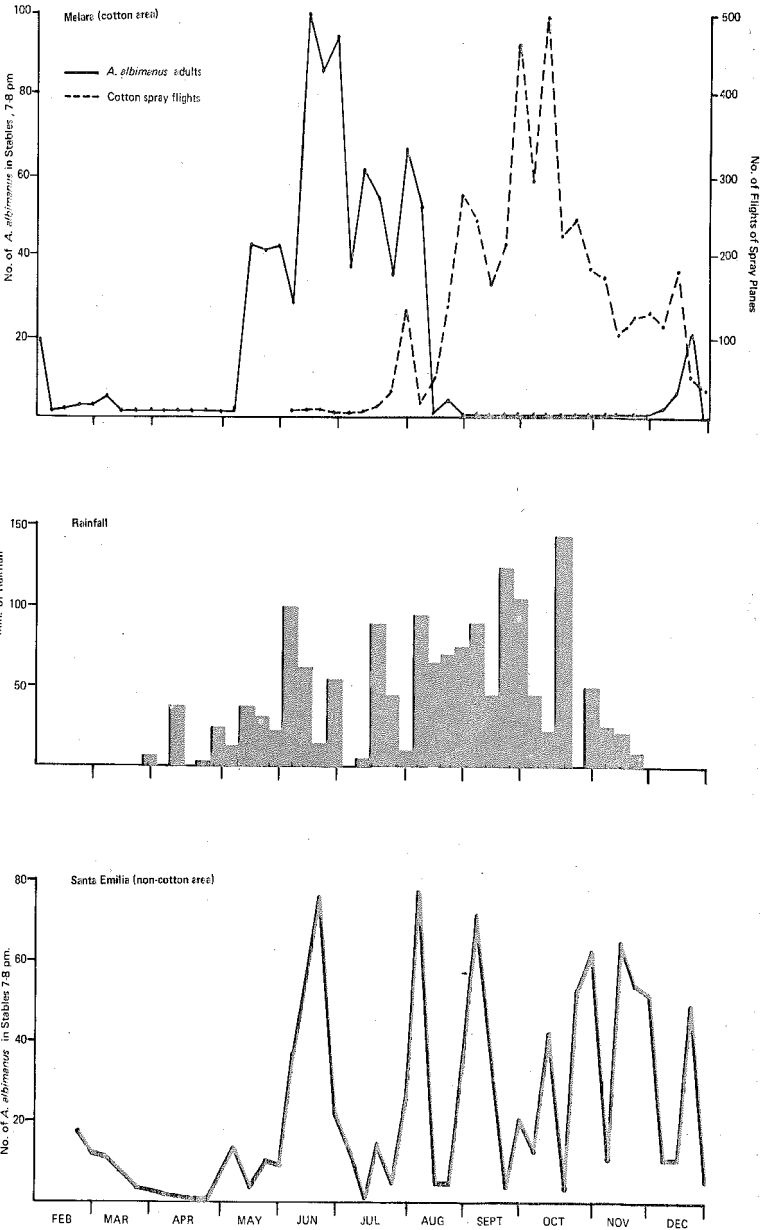 Melara (cotton area)
A. albimanus adults
Cotton spray flights
No. of A. albimanus in Stables, 7-8 pm
100
80
60
40
20
500
400
300
200
100
No. of Flights of Spray Planes
Rainfall
150
100
50
Santa Emilia (non-cotton area)
No. of A. albimanus in Stables 7-8 pm.
80
60
40
20
FEB MAR APR MAY JUN JUL AUG SEPT OCT NOV DEC